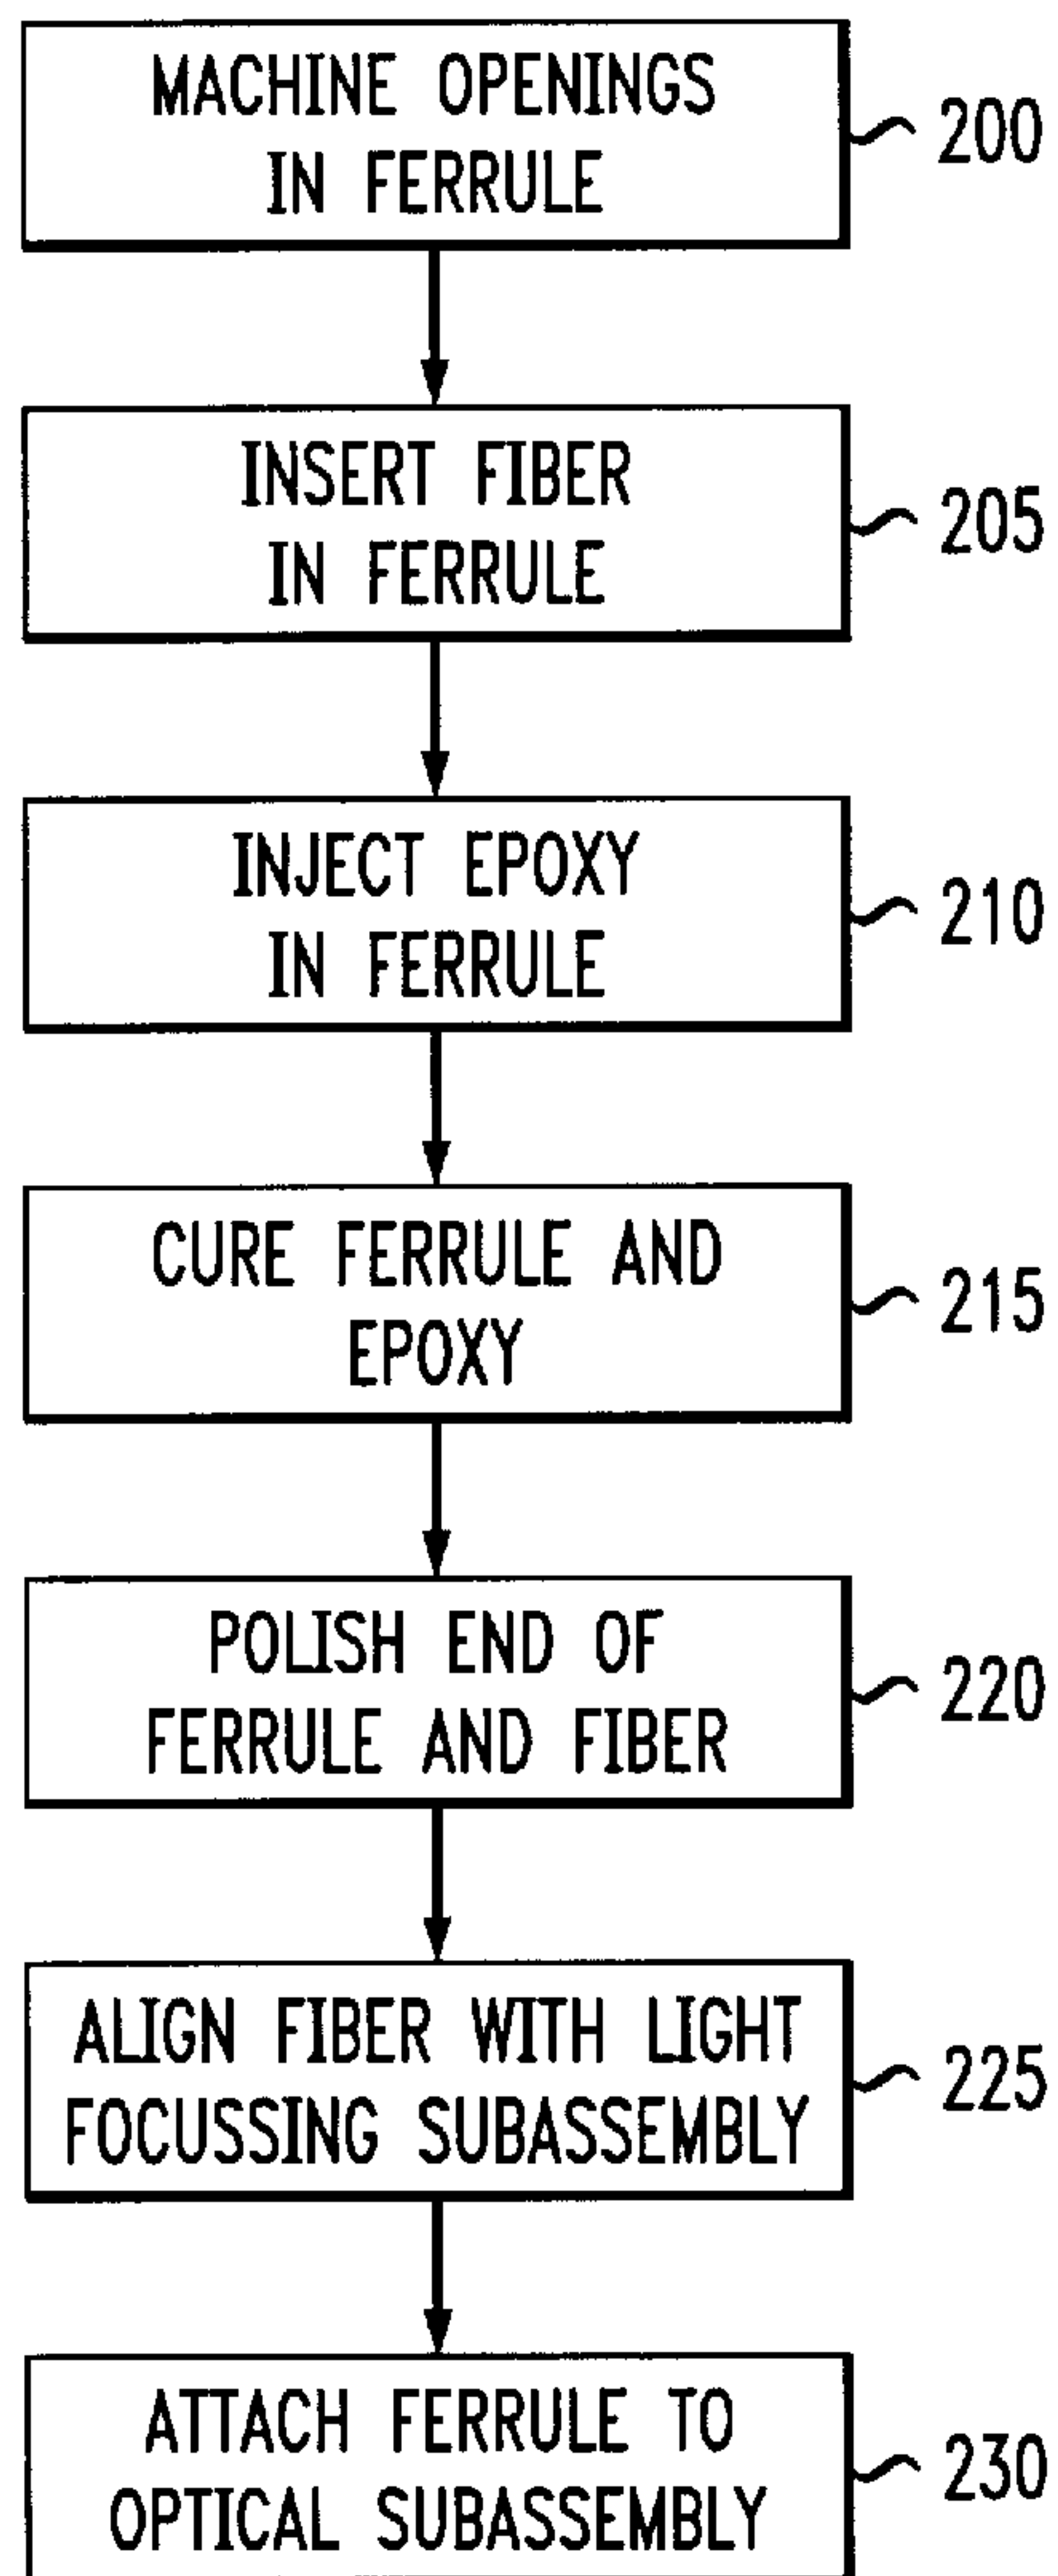 MACHINE OPENINGS
IN FERRULE
200
INSERT FIBER
IN FERRULE
205
INJECT EPOXY
IN FERRULE
210
CURE FERRULE AND
EPOXY
215
POLISH END OF
FERRULE AND FIBER
220
ALIGN FIBER WITH LIGHT
FOCUSSING SUBASSEMBLY
225
ATTACH FERRULE TO
OPTICAL SUBASSEMBLY
230